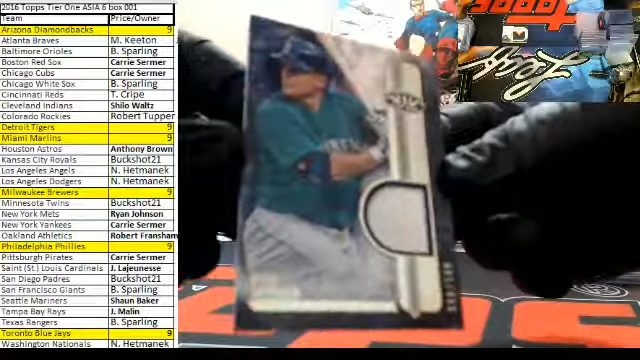 2016 Topps Tier One ASIA 6 box 001
Team Price/Owner
Arizona Diamondbacks 9
Atlanta Braves M. Keeton
Baltimore Orioles B. Sparling
Boston Red Sox Carrie Sermer
Chicago Cubs Carrie Sermer
Chicago White Sox B. Sparling
Cincinnati Reds T. Cripe
Cleveland Indians Shilo Waltz
Colorado Rockies Robert Tupper
Detroit Tigers 9
Miami Marlins 9
Houston Astros Anthony Brown
Kansas City Royals Buckshot21
Los Angeles Angels N. Hetmanek
Los Angeles Dodgers N. Hetmanek
Milwaukee Brewers 9
Minnesota Twins Buckshot21
New York Mets Ryan Johnson
New York Yankees Carrie Sermer
Oakland Athletics Robert Fransham
Philadelphia Phillies 9
Pittsburgh Pirates Carrie Sermer
Saint (St.) Louis Cardinals J. Lajeunesse
San Diego Padres Buckshot21
San Francisco Giants B. Sparling
Seattle Mariners Shaun Baker
Tampa Bay Rays J. Malin
Texas Rangers B. Sparling
Toronto Blue Jays 9
Washington Nationals N. Hetmanek